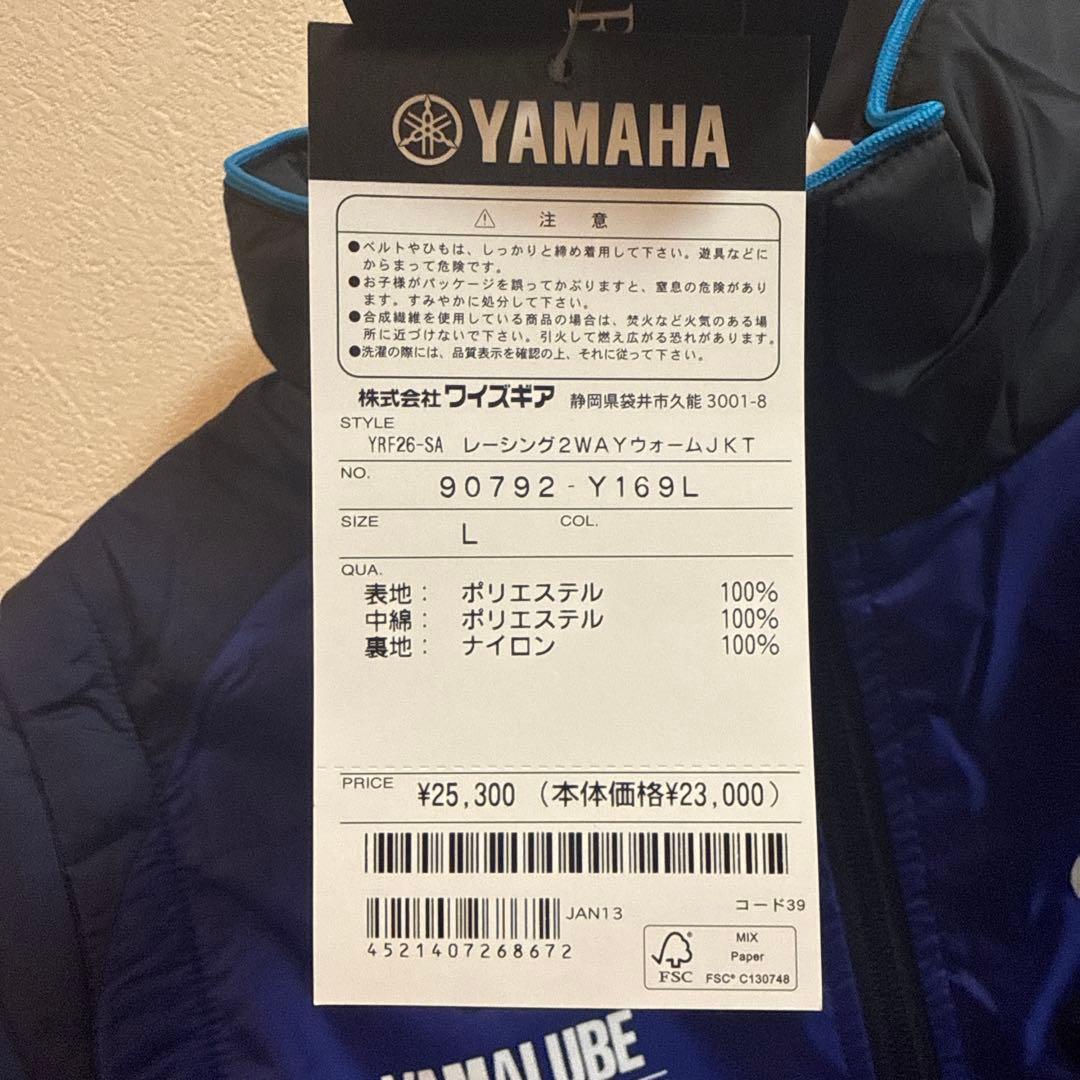 YAMAHA
⚠ 注意
●ベルトやひもは、しっかりと締め着用して下さい。遊具などに
からまって危険です。
●お子様がパッケージを誤ってかぶりますと、窒息の危険があり
ます。すみやかに処分して下さい。
●合成繊維を使用している商品の場合は、焚火など火気のある場
所に近づけないで下さい。引火して燃え広がる恐れがあります。
●洗濯の際には、品質表示を確認の上、それに従って下さい。
株式会社 ワイズギア 静岡県袋井市久能 3001-8
STYLE
YRF26-SA レーシング2WAYウォームJKT
NO.
90792-Y169L
SIZE L COL.
QUA.
表地： ポリエステル 100%
中綿： ポリエステル 100%
裏地： ナイロン 100%
PRICE ¥25,300 (本体価格¥23,000)
JAN13 コード39
4521407268672
FSC® MIX
Paper
FSC® C130748
YAMALUBE